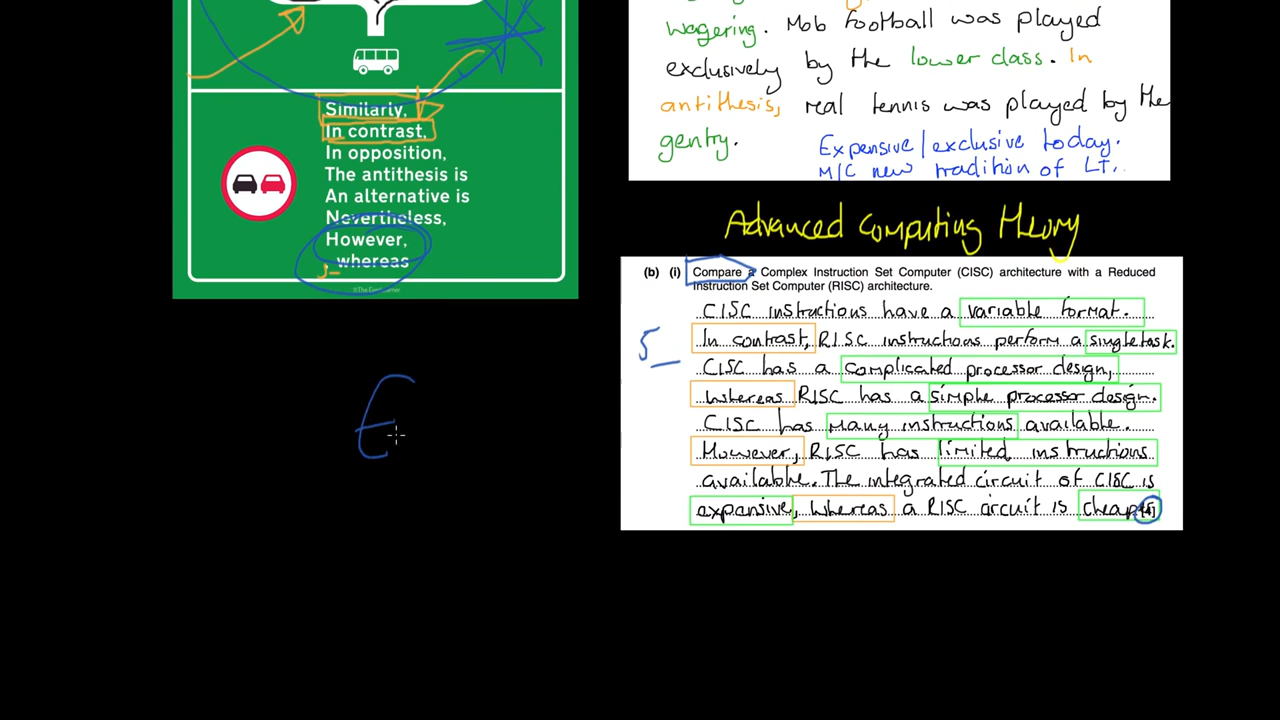 Similarly,
In contrast,
In opposition,
The antithesis is
An alternative is
Nevertheless,
However,
whereas
wagering. Mob football was played
exclusively by the lower class. In
antithesis, real tennis was played by the
gentry.
Expensive/exclusive today.
M/C new tradition of LT.
Advanced Computing Theory
(b) (i) Compare a Complex Instruction Set Computer (CISC) architecture with a Reduced
Instruction Set Computer (RISC) architecture.
CISC instructions have a variable format.
In contrast, RISC instructions perform a single task.
5
CISC has a complicated processor design,
whereas RISC has a simple processor design.
CISC has many instructions available.
However, RISC has limited instructions
available. The integrated circuit of CISC is
expensive, whereas a RISC circuit is cheaper
E